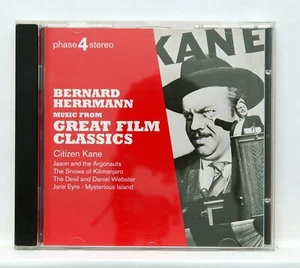 phase 4 stereo
KANE
BERNARD
HERRMANN
MUSIC FROM
GREAT FILM
CLASSICS
Citizen Kane
Jason and the Argonauts
The Snows of Kilimanjaro
The Devil and Daniel Webster
Jane Eyre - Mysterious Island